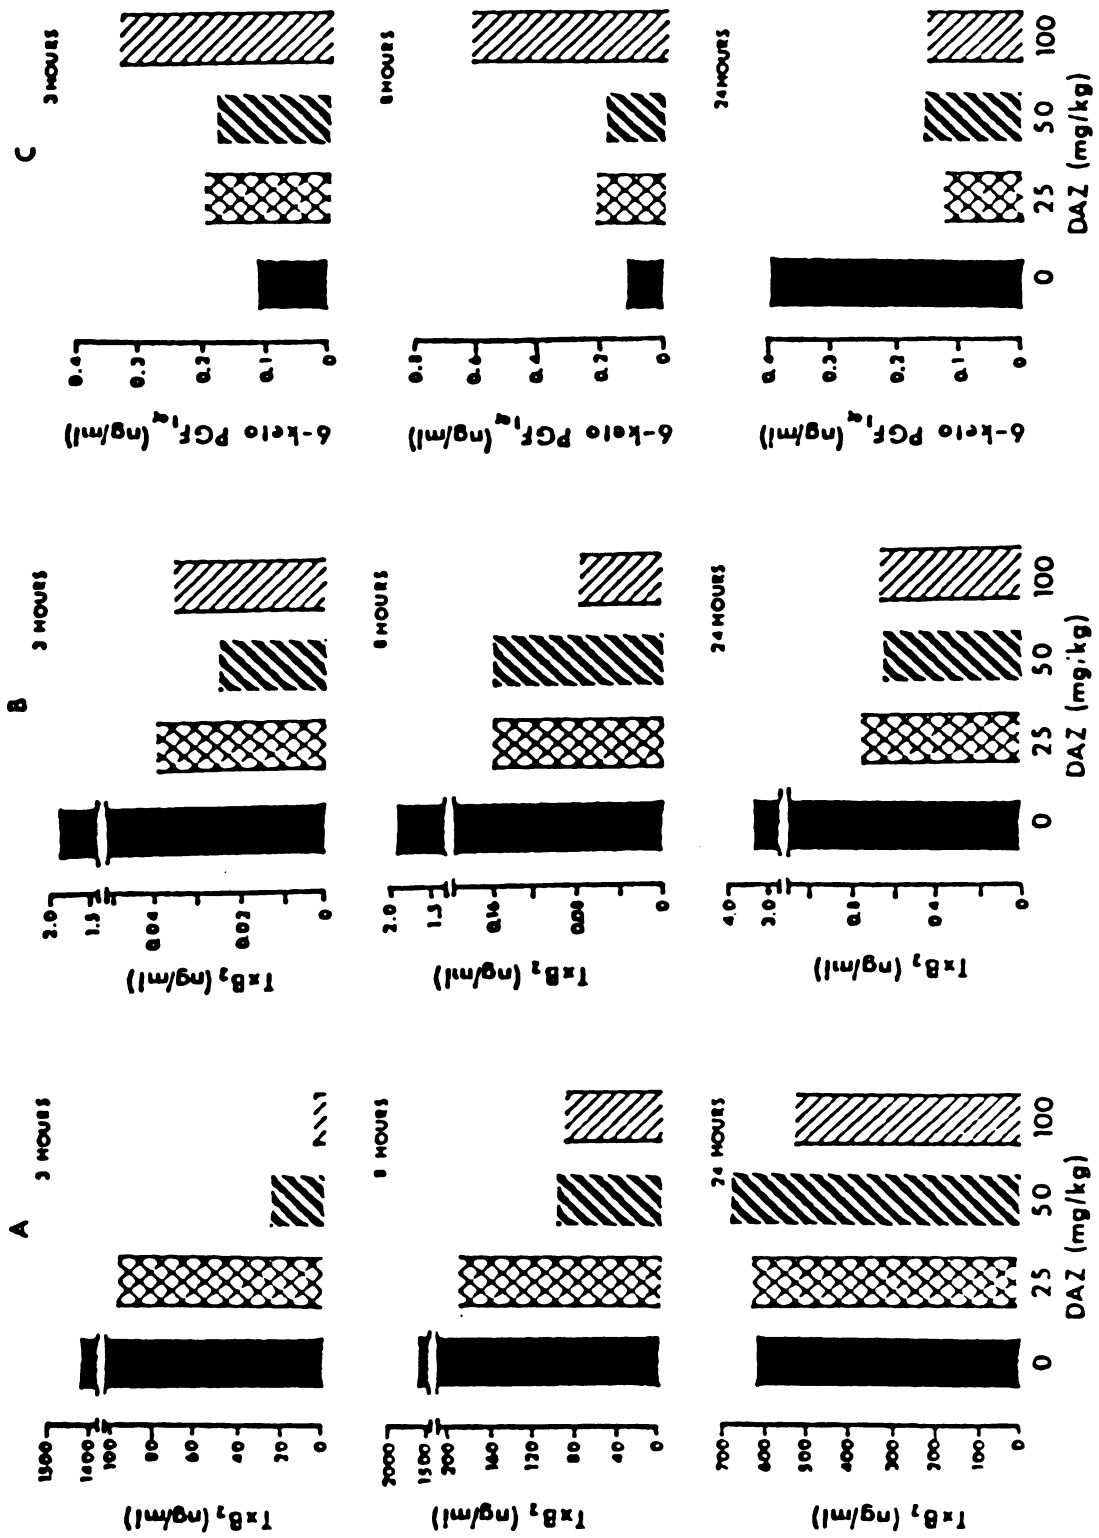 A
3 HOURS
TxB₂ (ng/ml)
1500
1400
100
80
60
40
20
0
B
3 HOURS
TxB₂ (ng/ml)
2.0
1.5
0.04
0.02
0
C
3 HOURS
6-keto PGF₁α (ng/ml)
0.4
0.3
0.2
0.1
0
8 HOURS
TxB₂ (ng/ml)
2000
1500
200
160
120
80
40
0
8 HOURS
TxB₂ (ng/ml)
2.0
1.5
0.16
0.08
0
8 HOURS
6-keto PGF₁α (ng/ml)
0.8
0.6
0.4
0.2
0
24 HOURS
TxB₂ (ng/ml)
700
600
500
400
300
200
100
0
0 25 50 100
DAZ (mg/kg)
24 HOURS
TxB₂ (ng/ml)
4.0
0.8
0.4
0
0 25 50 100
DAZ (mg/kg)
24 HOURS
6-keto PGF₁α (ng/ml)
0.4
0.3
0.2
0.1
0
0 25 50 100
DAZ (mg/kg)